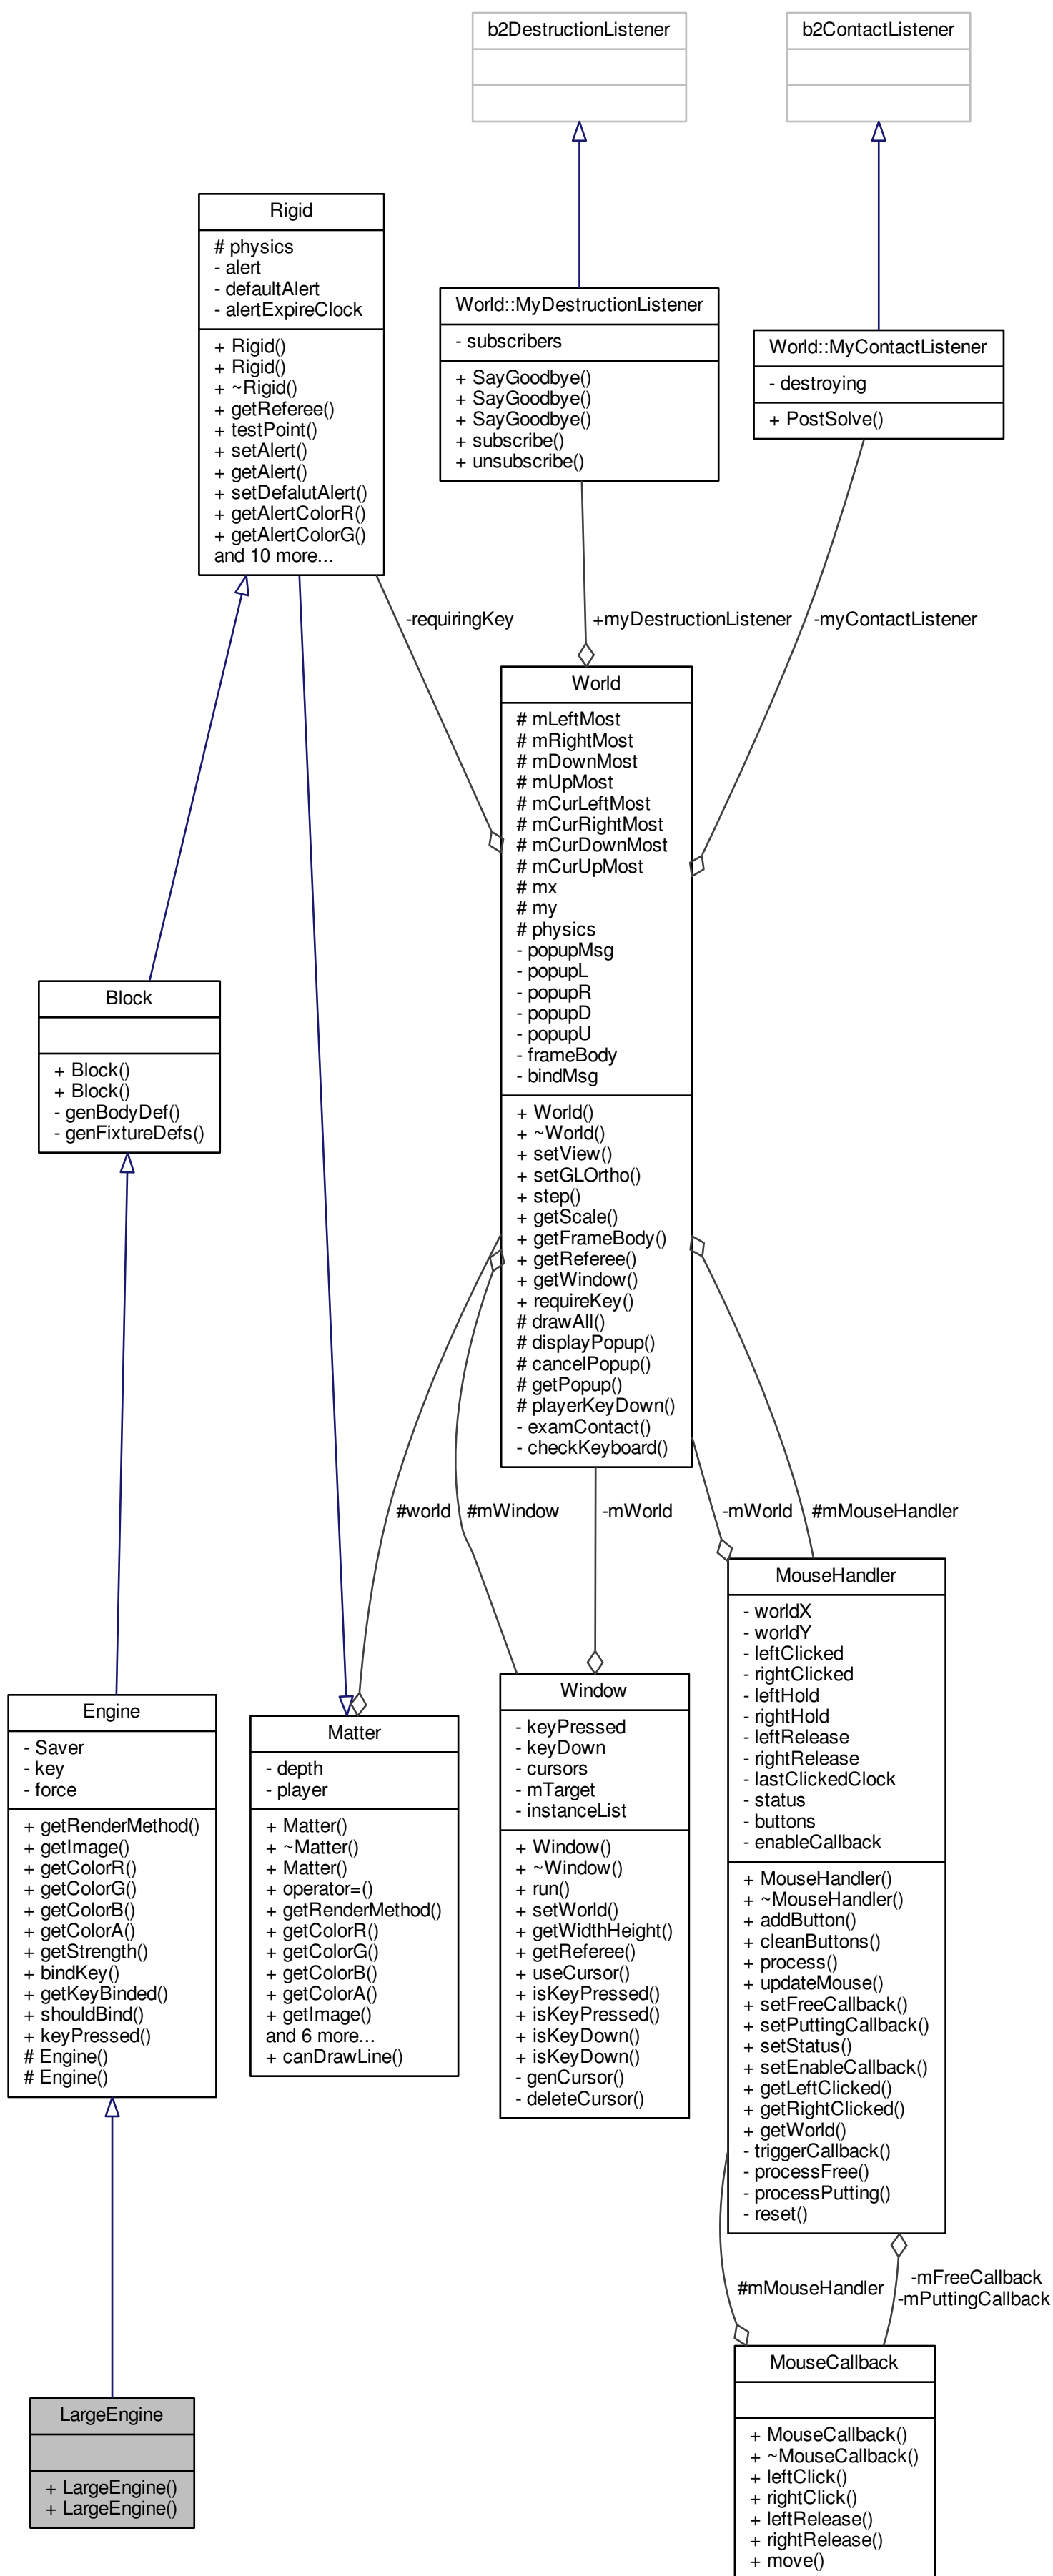 b2DestructionListener
b2ContactListener
Rigid
# physics
- alert
- defaultAlert
- alertExpireClock
+ Rigid()
+ Rigid()
+ ~Rigid()
+ getReferee()
+ testPoint()
+ setAlert()
+ getAlert()
+ setDefalutAlert()
+ getAlertColorR()
+ getAlertColorG()
and 10 more...
World::MyDestructionListener
- subscribers
+ SayGoodbye()
+ SayGoodbye()
+ SayGoodbye()
+ subscribe()
+ unsubscribe()
World::MyContactListener
- destroying
+ PostSolve()
-requiringKey
+myDestructionListener
-myContactListener
World
# mLeftMost
# mRightMost
# mDownMost
# mUpMost
# mCurLeftMost
# mCurRightMost
# mCurDownMost
# mCurUpMost
# mx
# my
# physics
- popupMsg
- popupL
- popupR
- popupD
- popupU
- frameBody
- bindMsg
+ World()
+ ~World()
+ setView()
+ setGLOrtho()
+ step()
+ getScale()
+ getFrameBody()
+ getReferee()
+ getWindow()
+ requireKey()
# drawAll()
# displayPopup()
# cancelPopup()
# getPopup()
# playerKeyDown()
- examContact()
- checkKeyboard()
Block
+ Block()
+ Block()
- genBodyDef()
- genFixtureDefs()
#world
#mWindow
-mWorld
-mWorld
#mMouseHandler
Engine
- Saver
- key
- force
+ getRenderMethod()
+ getImage()
+ getColorR()
+ getColorG()
+ getColorB()
+ getColorA()
+ getStrength()
+ bindKey()
+ getKeyBinded()
+ shouldBind()
+ keyPressed()
# Engine()
# Engine()
Matter
- depth
- player
+ Matter()
+ ~Matter()
+ Matter()
+ operator=()
+ getRenderMethod()
+ getColorR()
+ getColorG()
+ getColorB()
+ getColorA()
+ getImage()
and 6 more...
+ canDrawLine()
Window
- keyPressed
- keyDown
- cursors
- mTarget
- instanceList
+ Window()
+ ~Window()
+ run()
+ setWorld()
+ getWidthHeight()
+ getReferee()
+ useCursor()
+ isKeyPressed()
+ isKeyPressed()
+ isKeyDown()
+ isKeyDown()
- genCursor()
- deleteCursor()
MouseHandler
- worldX
- worldY
- leftClicked
- rightClicked
- leftHold
- rightHold
- leftRelease
- rightRelease
- lastClickedClock
- status
- buttons
- enableCallback
+ MouseHandler()
+ ~MouseHandler()
+ addButton()
+ cleanButtons()
+ process()
+ updateMouse()
+ setFreeCallback()
+ setPuttingCallback()
+ setStatus()
+ setEnableCallback()
+ getLeftClicked()
+ getRightClicked()
+ getWorld()
- triggerCallback()
- processFree()
- processPutting()
- reset()
#mMouseHandler
-mFreeCallback
-mPuttingCallback
LargeEngine
+ LargeEngine()
+ LargeEngine()
MouseCallback
+ MouseCallback()
+ ~MouseCallback()
+ leftClick()
+ rightClick()
+ leftRelease()
+ rightRelease()
+ move()